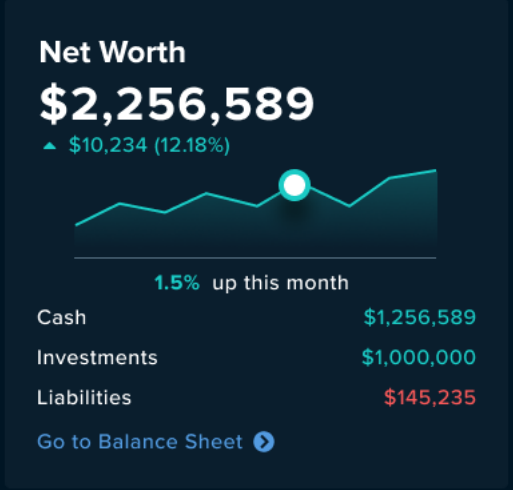 Net Worth
$2,256,589
$10,234 (12.18%)
1.5% up this month
Cash $1,256,589
Investments $1,000,000
Liabilities $145,235
Go to Balance Sheet